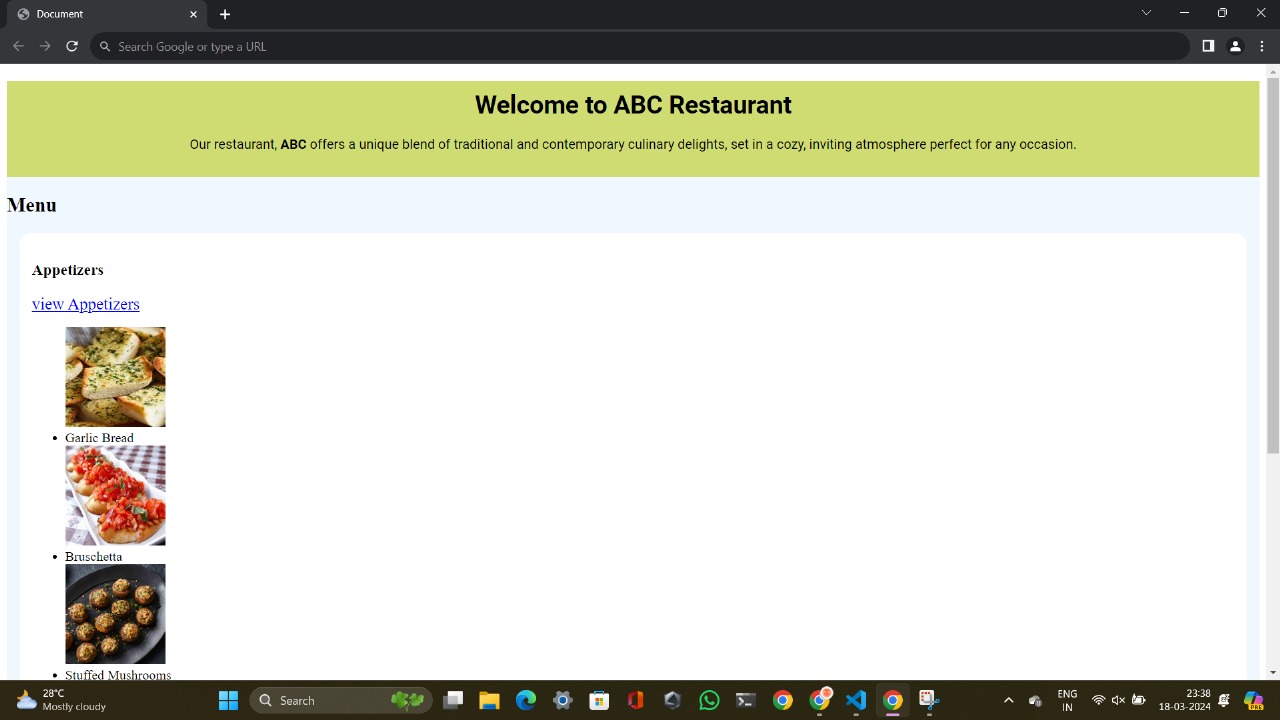 Document
Search Google or type a URL
Welcome to ABC Restaurant
Our restaurant, ABC offers a unique blend of traditional and contemporary culinary delights, set in a cozy, inviting atmosphere perfect for any occasion.
Menu
Appetizers
view Appetizers
Garlic Bread
Bruschetta
Stuffed Mushrooms
28°C
Mostly cloudy
Search
ENG
IN
23:38
18-03-2024
PRE